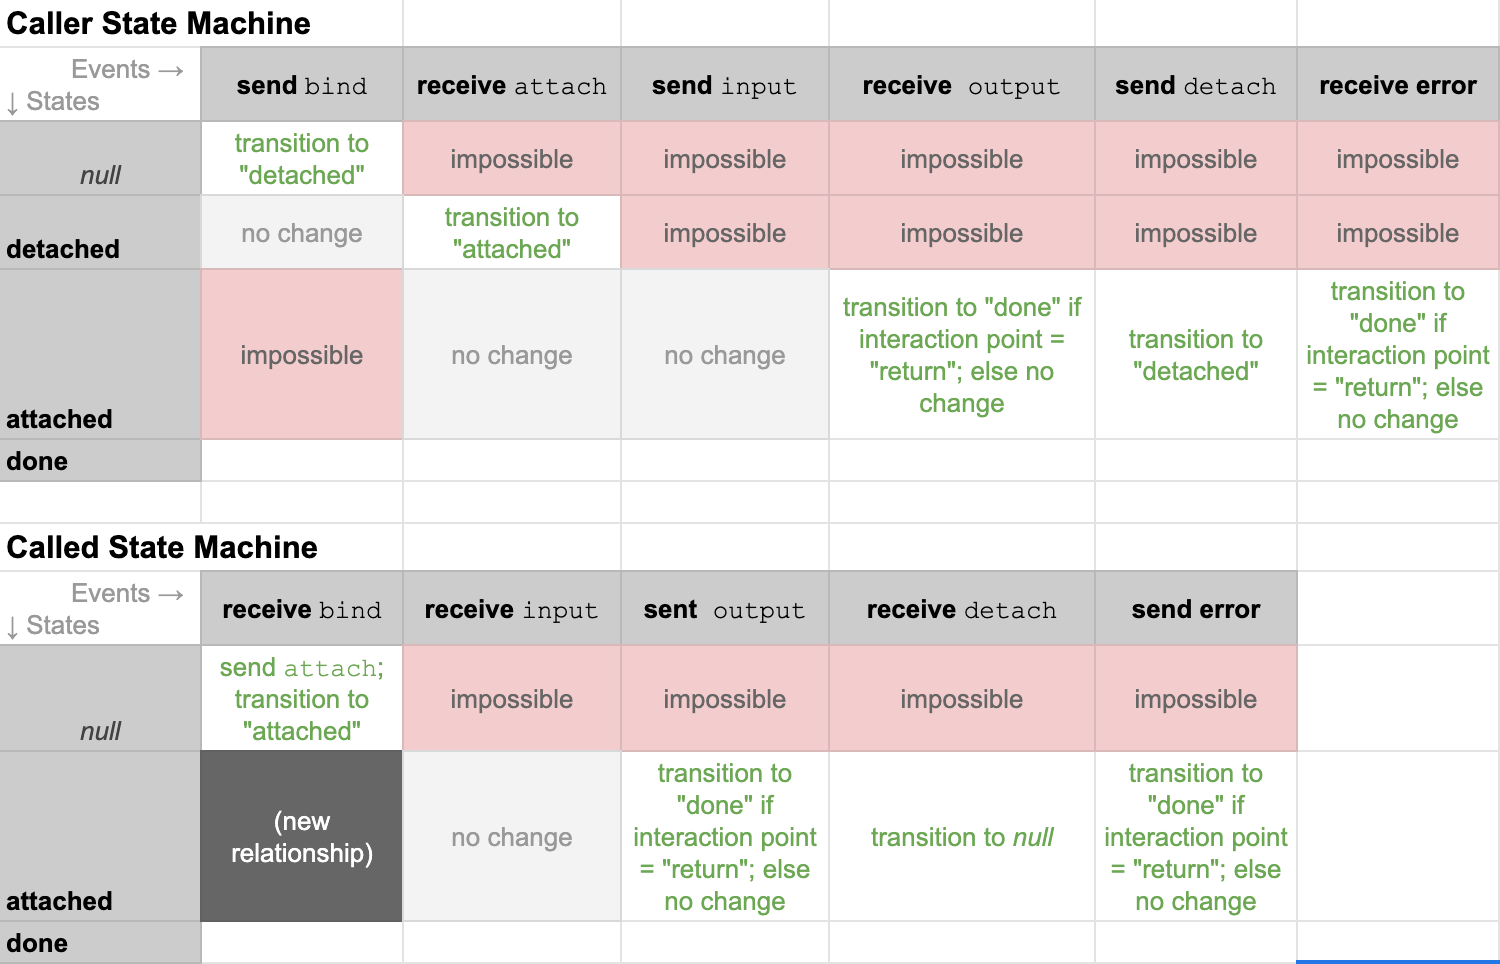 Caller State Machine
Events →
↓ States
send bind
receive attach
send input
receive output
send detach
receive error
null
transition to
"detached"
impossible
impossible
impossible
impossible
impossible
detached
no change
transition to
"attached"
impossible
impossible
impossible
impossible
attached
impossible
no change
no change
transition to "done" if
interaction point =
"return"; else no
change
transition to
"detached"
transition to
"done" if
interaction point
= "return"; else
no change
done
Called State Machine
Events →
↓ States
receive bind
receive input
sent output
receive detach
send error
null
send attach;
transition to
"attached"
impossible
impossible
impossible
impossible
attached
(new
relationship)
no change
transition to
"done" if
interaction point
= "return"; else
no change
transition to null
transition to
"done" if
interaction point
= "return"; else
no change
done